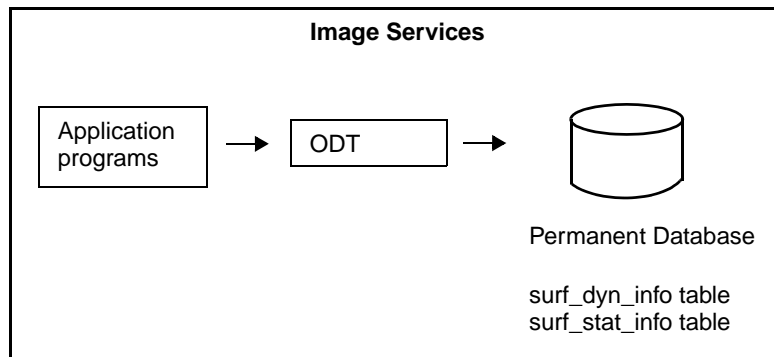 Image Services
Application
programs
ODT
Permanent Database
surf_dyn_info table
surf_stat_info table